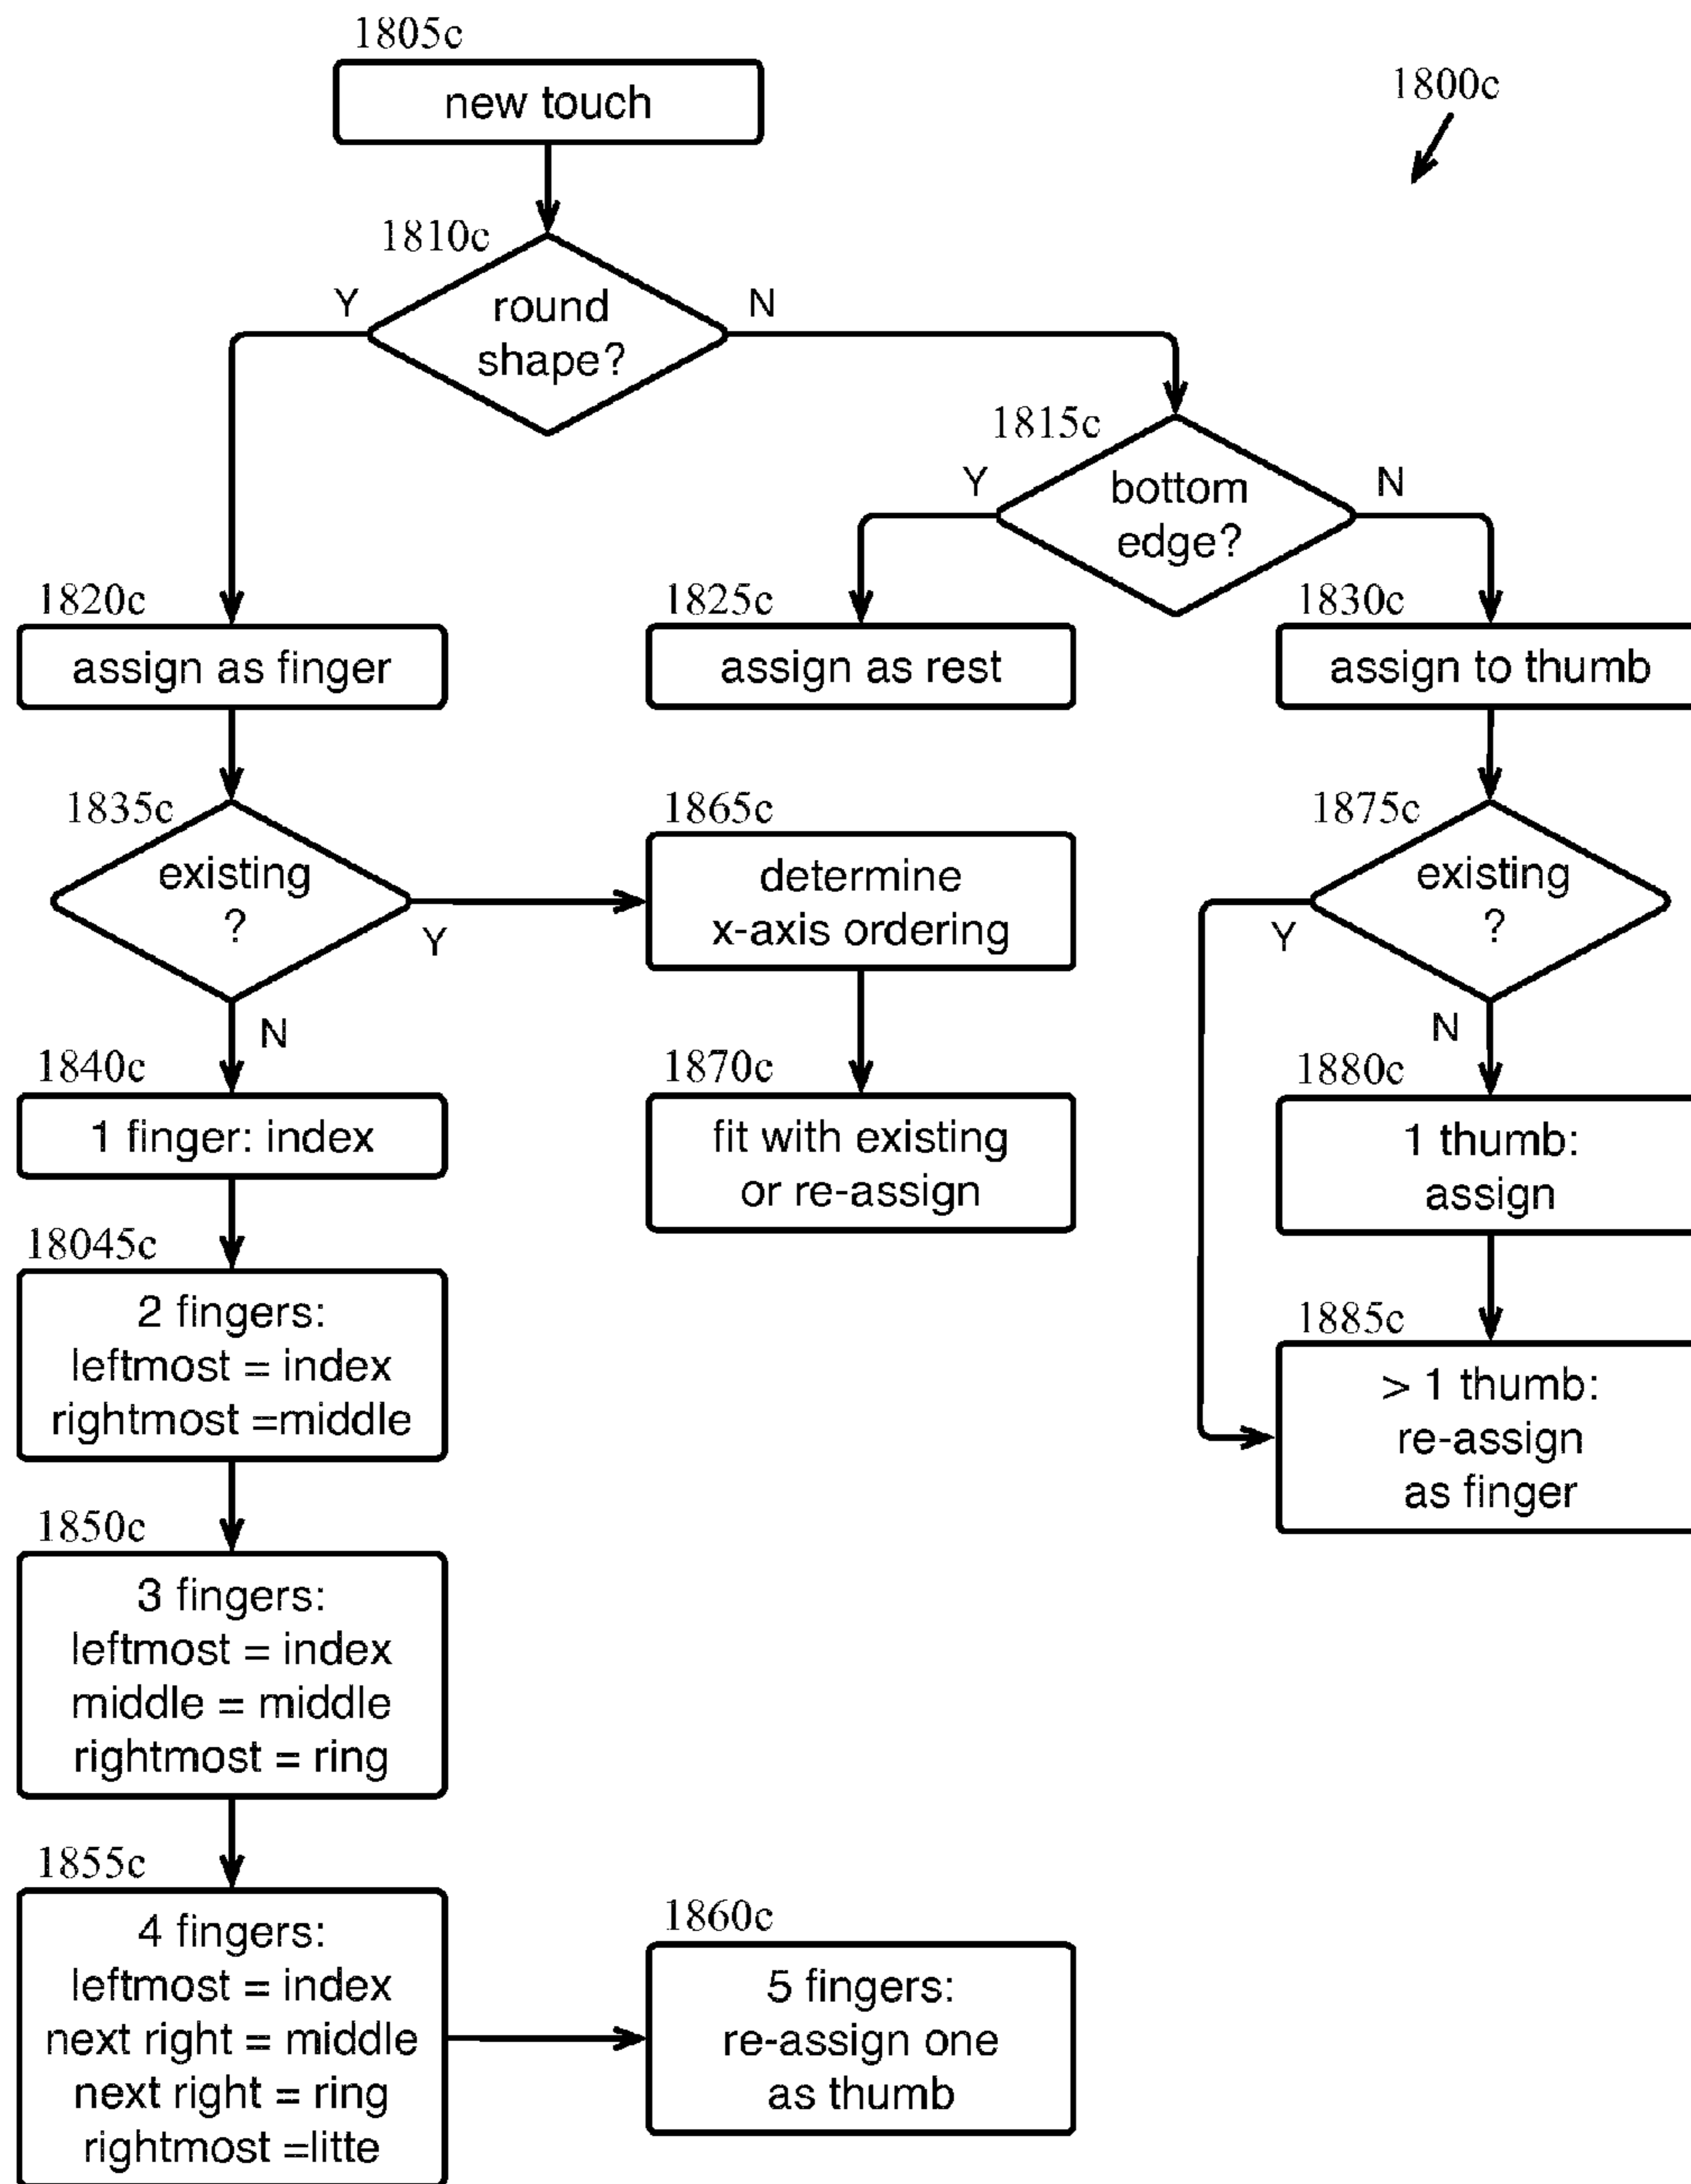 1805c
new touch
1800c
1810c
round
shape?
Y
N
1815c
bottom
edge?
Y
N
1820c
assign as finger
1825c
assign as rest
1830c
assign to thumb
1835c
existing
?
Y
N
1865c
determine
x-axis ordering
1870c
fit with existing
or re-assign
1875c
existing
?
Y
N
1880c
1 thumb:
assign
1885c
> 1 thumb:
re-assign
as finger
1840c
1 finger: index
18045c
2 fingers:
leftmost = index
rightmost =middle
1850c
3 fingers:
leftmost = index
middle = middle
rightmost = ring
1855c
4 fingers:
leftmost = index
next right = middle
next right = ring
rightmost =litte
1860c
5 fingers:
re-assign one
as thumb